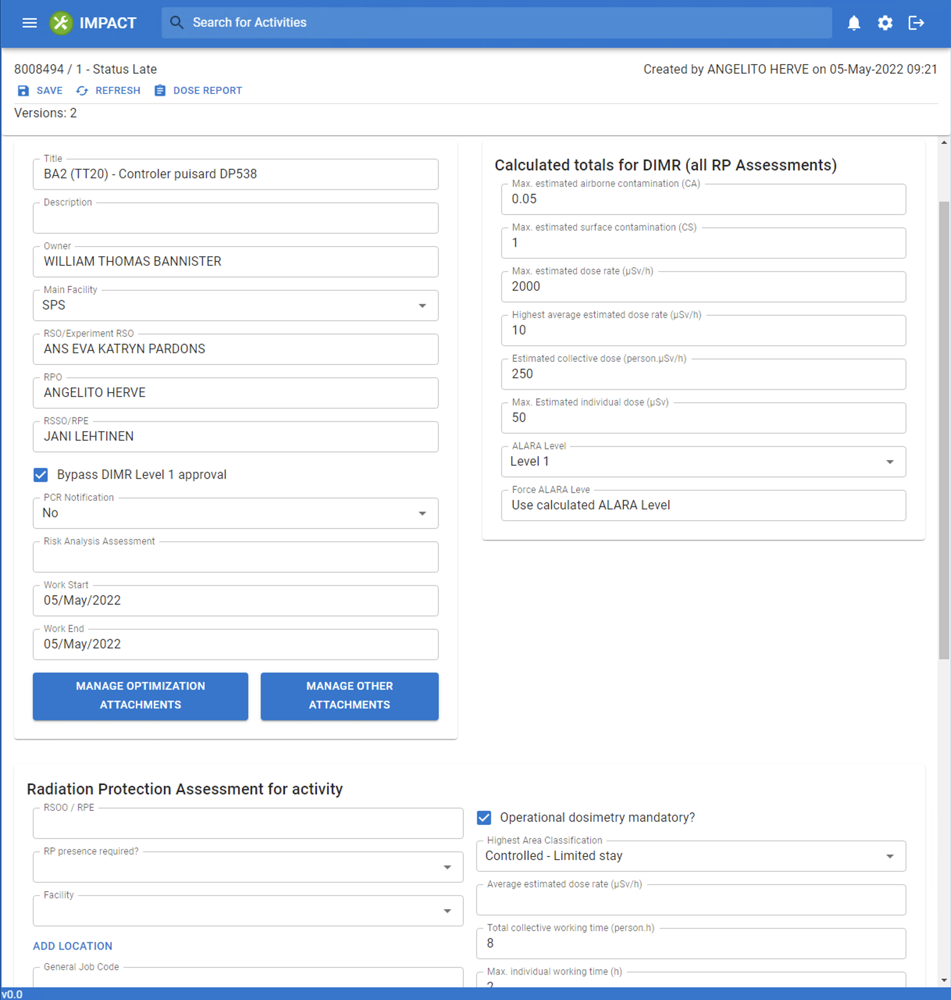 IMPACT
Search for Activities
8008494 / 1 - Status Late
Created by ANGELITO HERVE on 05-May-2022 09:21
SAVE
REFRESH
DOSE REPORT
Versions: 2
Title
BA2 (TT20) - Controler puisard DP538
Description
Owner
WILLIAM THOMAS BANNISTER
Main Facility
SPS
RSO/Experiment RSO
ANS EVA KATRYN PARDONS
RPO
ANGELITO HERVE
RSSO/RPE
JANI LEHTINEN
Bypass DIMR Level 1 approval
PCR Notification
No
Risk Analysis Assessment
Work Start
05/May/2022
Work End
05/May/2022
MANAGE OPTIMIZATION
ATTACHMENTS
MANAGE OTHER
ATTACHMENTS
Calculated totals for DIMR (all RP Assessments)
Max. estimated airborne contamination (CA)
0.05
Max. estimated surface contamination (CS)
1
Max. estimated dose rate (µSv/h)
2000
Highest average estimated dose rate (µSv/h)
10
Estimated collective dose (person.µSv/h)
250
Max. Estimated individual dose (µSv)
50
ALARA Level
Level 1
Force ALARA Leve
Use calculated ALARA Level
Radiation Protection Assessment for activity
RSOO / RPE
RP presence required?
Facility
ADD LOCATION
General Job Code
Operational dosimetry mandatory?
Highest Area Classification
Controlled - Limited stay
Average estimated dose rate (µSv/h)
Total collective working time (person.h)
8
Max. individual working time (h)
2
v0.0